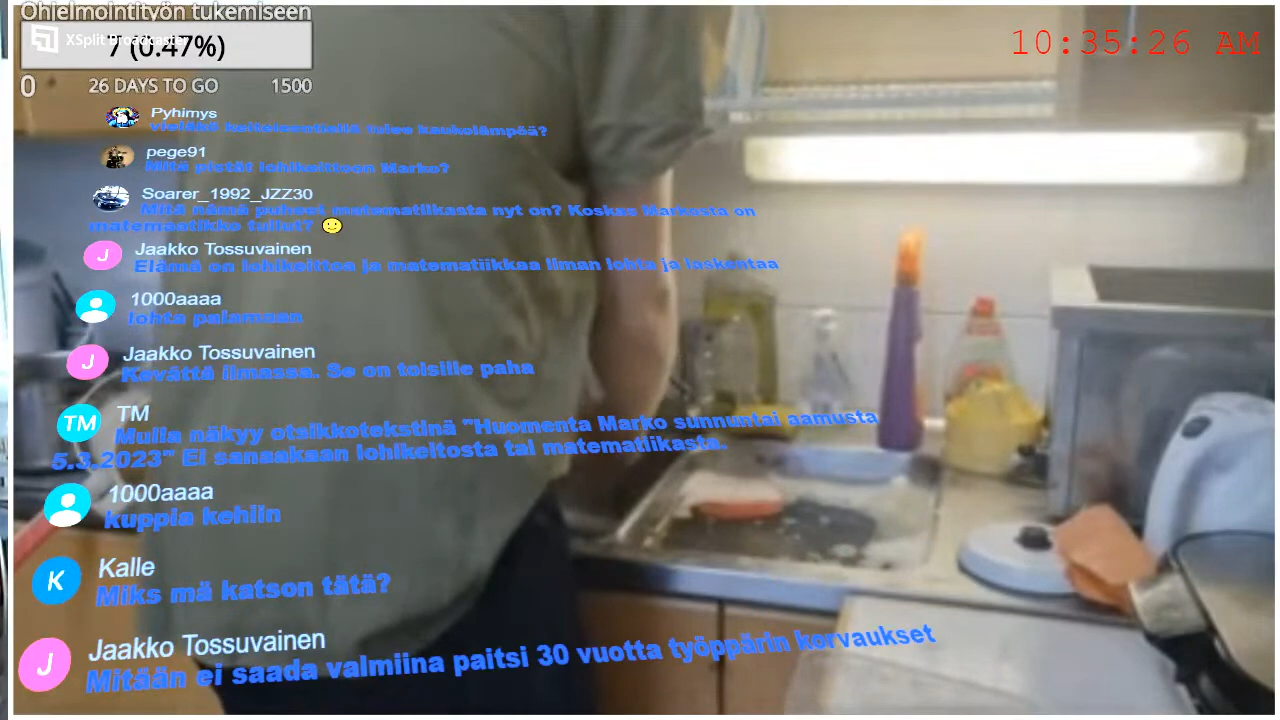 Ohjelmointityön tukemiseen
XSplit Broadcaster
7 (0.47%)
0 26 DAYS TO GO 1500
10:35:26 AM
Pyhimys
tulee kaukolämpöä?
pege91
Mitä pistät lohikeittoon Marko?
Soarer_1992_JZZ30
Mitä nämä puheet matematiikasta nyt on? Koskas Markosta on
matemaatikko tullut? 🙂
J Jaakko Tossuvainen
Elämä on lohikeittoa ja matematiikkaa ilman lohta ja laskentaa
1000aaaa
lohta palamaan
J Jaakko Tossuvainen
Kevättä ilmassa. Se on toisille paha
TM TM
Mulla näkyy otsikkotekstinä "Huomenta Marko sunnuntai aamusta
5.3.2023" Ei sanaakaan lohikeitosta tai matematiikasta.
1000aaaa
kuppia kehiin
K Kalle
Miks mä katson tätä?
J Jaakko Tossuvainen
Mitään ei saada valmiina paitsi 30 vuotta työppärin korvaukset